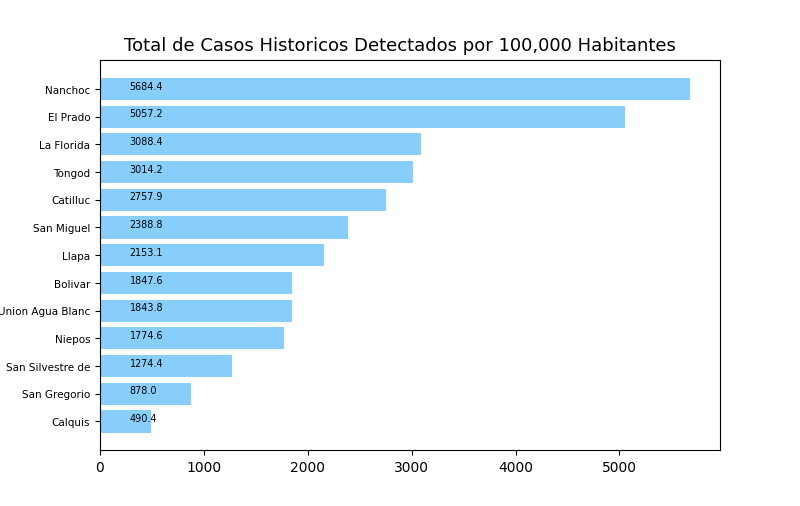 Total de Casos Historicos Detectados por 100,000 Habitantes
Nanchoc 5684.4
El Prado 5057.2
La Florida 3088.4
Tongod 3014.2
Catilluc 2757.9
San Miguel 2388.8
Llapa 2153.1
Bolivar 1847.6
Union Agua Blanc 1843.8
Niepos 1774.6
San Silvestre de 1274.4
San Gregorio 878.0
Calquis 490.4
0 1000 2000 3000 4000 5000